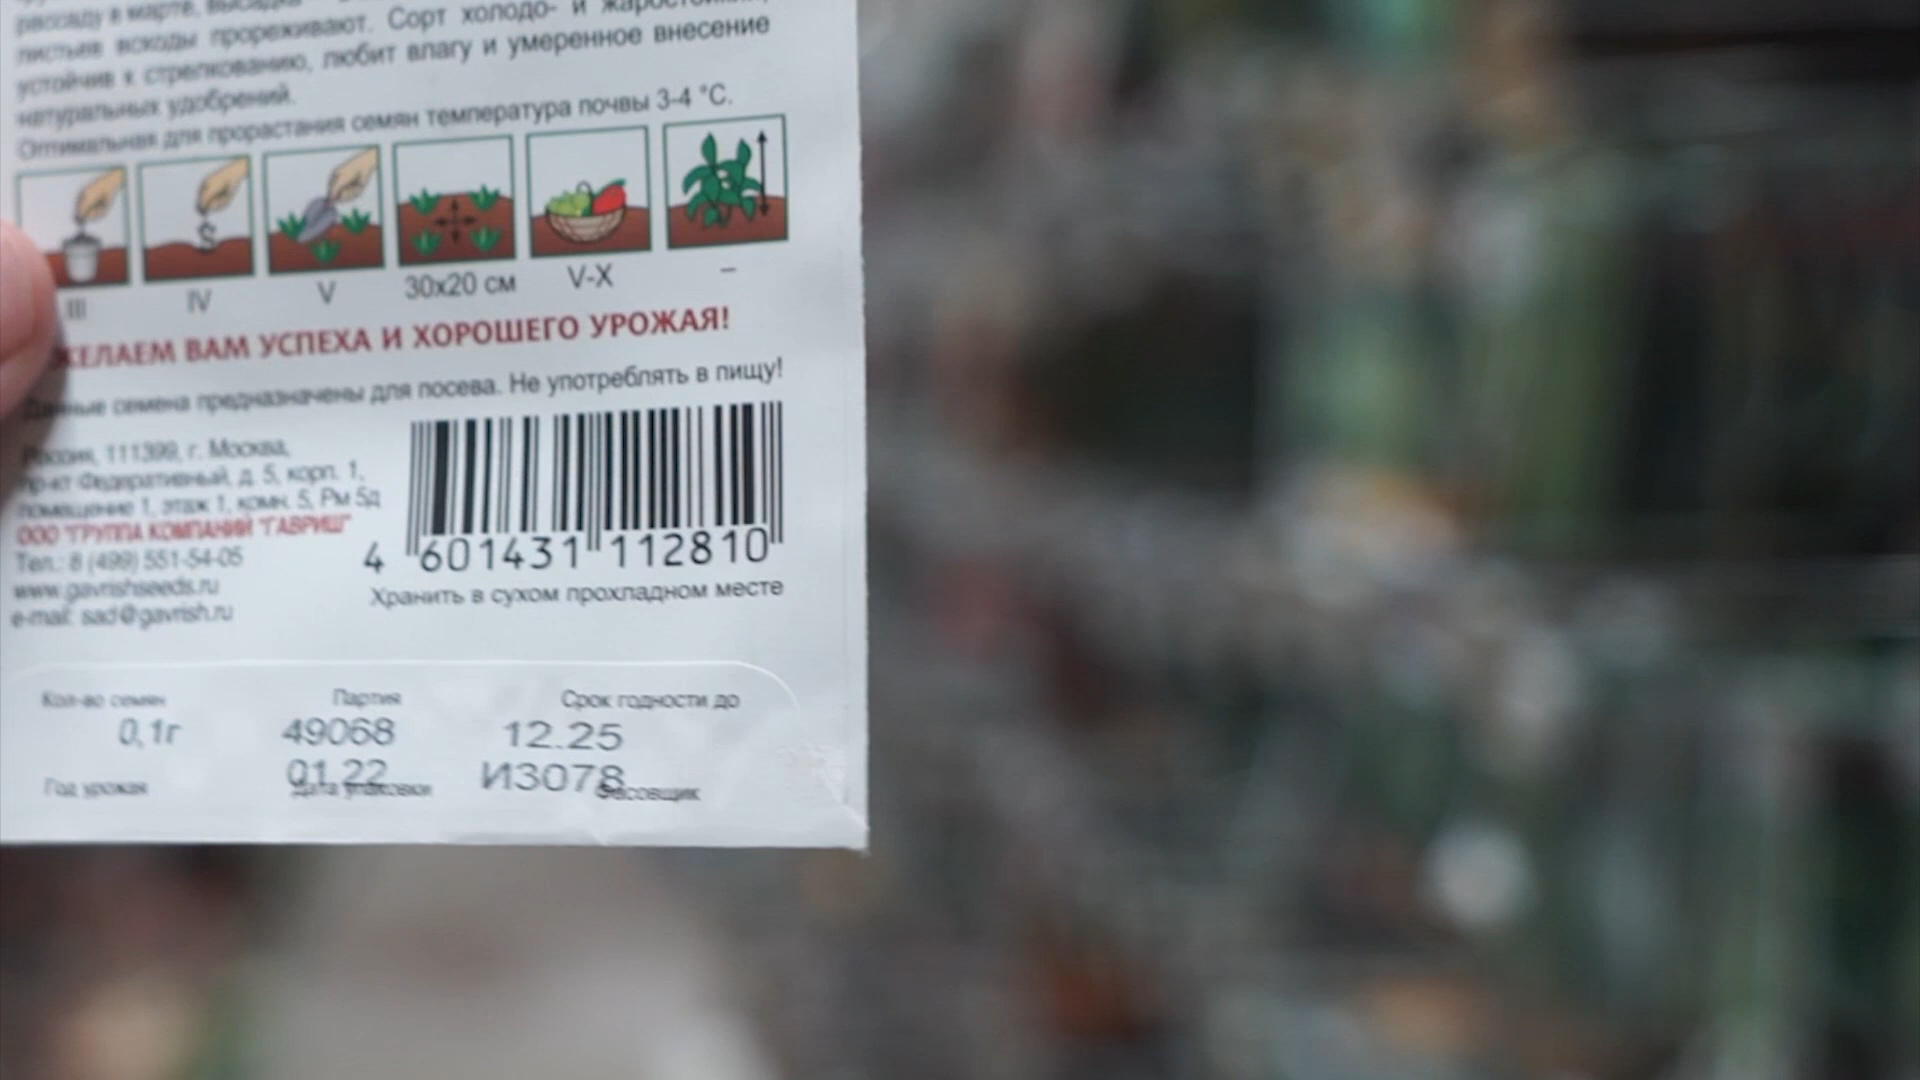 рассаду в марте, высадка
листьев всходы прореживают. Сорт холодо- и жаростойкий,
устойчив к стрелкованию, любит влагу и умеренное внесение
натуральных удобрений.
Оптимальная для прорастания семян температура почвы 3-4 °С.
III IV V 30х20 см V-X –
ЖЕЛАЕМ ВАМ УСПЕХА И ХОРОШЕГО УРОЖАЯ!
Данные семена предназначены для посева. Не употреблять в пищу!
Россия, 111399, г. Москва,
пр-кт Федеративный, д. 5, корп. 1,
помещение 1, этаж 1, комн. 5, Рм 5д
ООО "ГРУППА КОМПАНИЙ "ГАВРИШ"
Тел.: 8 (499) 551-54-05
www.gavrishseeds.ru
e-mail: sad@gavrish.ru
4 601431 112810
Хранить в сухом прохладном месте
Кол-во семян Партия Срок годности до
0,1г 49068 12.25
01.22 И3078
Год урожая Дата упаковки Фасовщик